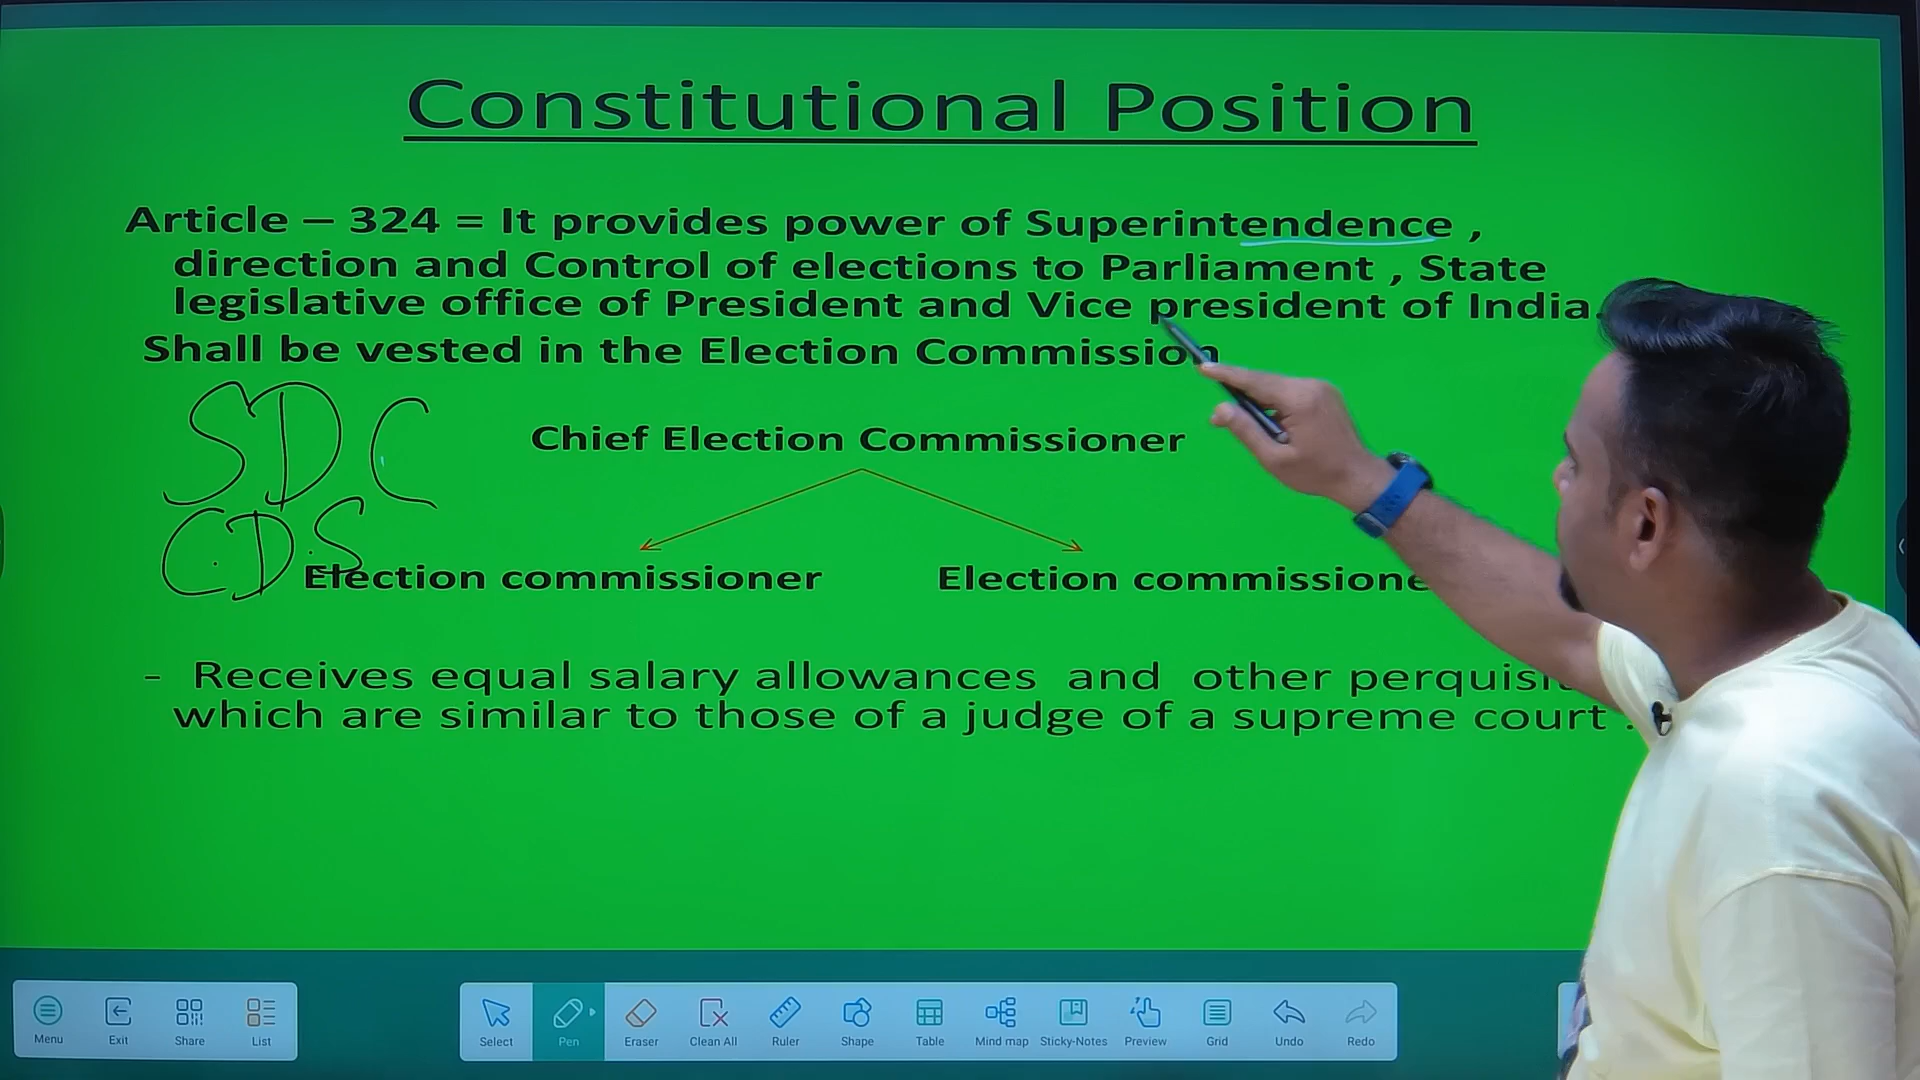 Constitutional Position
Article – 324 = It provides power of Superintendence ,
direction and Control of elections to Parliament , State
legislative office of President and Vice president of India.
Shall be vested in the Election Commission
SDC
C.D.S
Chief Election Commissioner
Election commissioner
Election commissione
- Receives equal salary allowances and other perquisit
which are similar to those of a judge of a supreme court .
Menu Exit Share List Select Pen Eraser Clean All Ruler Shape Table Mind map Sticky-Notes Preview Grid Undo Redo